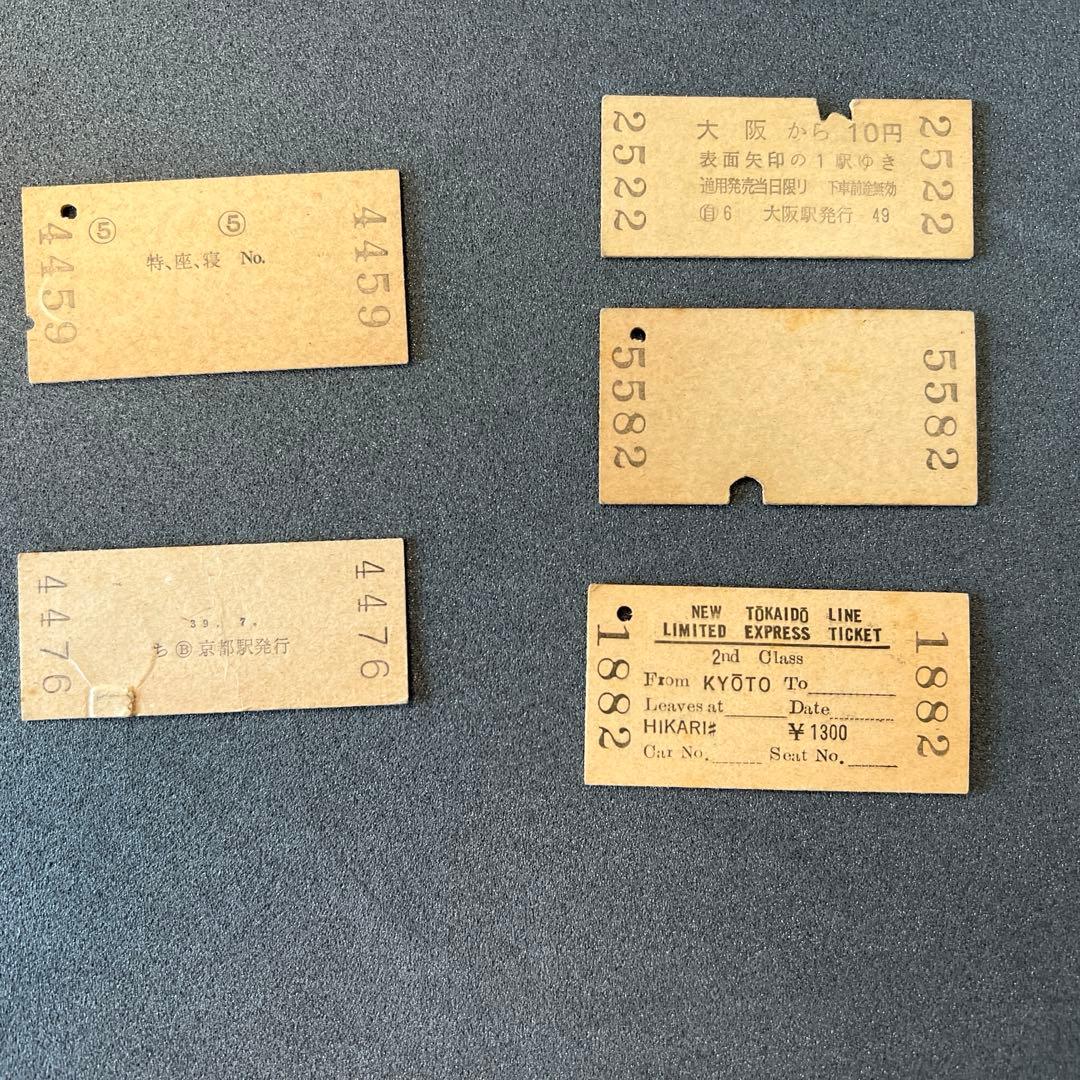 4459
⑤ ⑤
特、座、寝 No.
4459
4476
39. 7.
ち Ⓑ 京都駅発行
4476
2522
大阪から10円
表面矢印の1駅ゆき
通用発売当日限り 下車前途無効
㊀6 大阪駅発行 49
2522
5582
5582
1882
NEW TŌKAIDŌ LINE
LIMITED EXPRESS TICKET
2nd Class
From KYŌTO To
Leaves at Date
HIKARI♯ ¥1300
Car No. Seat No.
1882